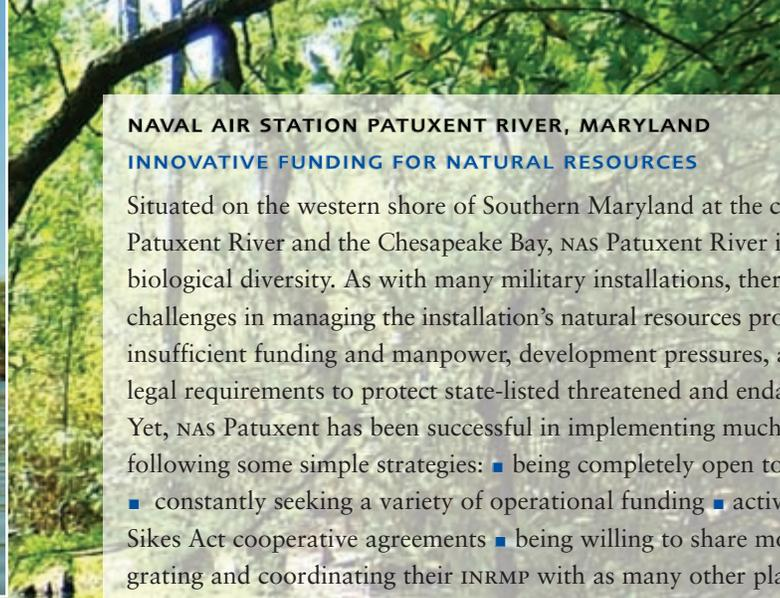 NAVAL AIR STATION PATUXENT RIVER, MARYLAND
INNOVATIVE FUNDING FOR NATURAL RESOURCES
Situated on the western shore of Southern Maryland at the
Patuxent River and the Chesapeake Bay, NAS Patuxent River
biological diversity. As with many military installations,
challenges in managing the installation's natural resources
insufficient funding and manpower, development pressures,
legal requirements to protect state-listed threatened and
Yet, NAS Patuxent has been successful in implementing much
following some simple strategies: ▪ being completely open to
▪ constantly seeking a variety of operational funding ▪
Sikes Act cooperative agreements ▪ being willing to share
grating and coordinating their INRMP with as many other